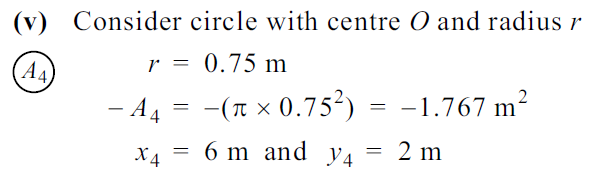 (v) Consider circle with centre O and radius r
A₄ r = 0.75 m
– A₄ = –(π × 0.75²) = –1.767 m²
x₄ = 6 m and y₄ = 2 m